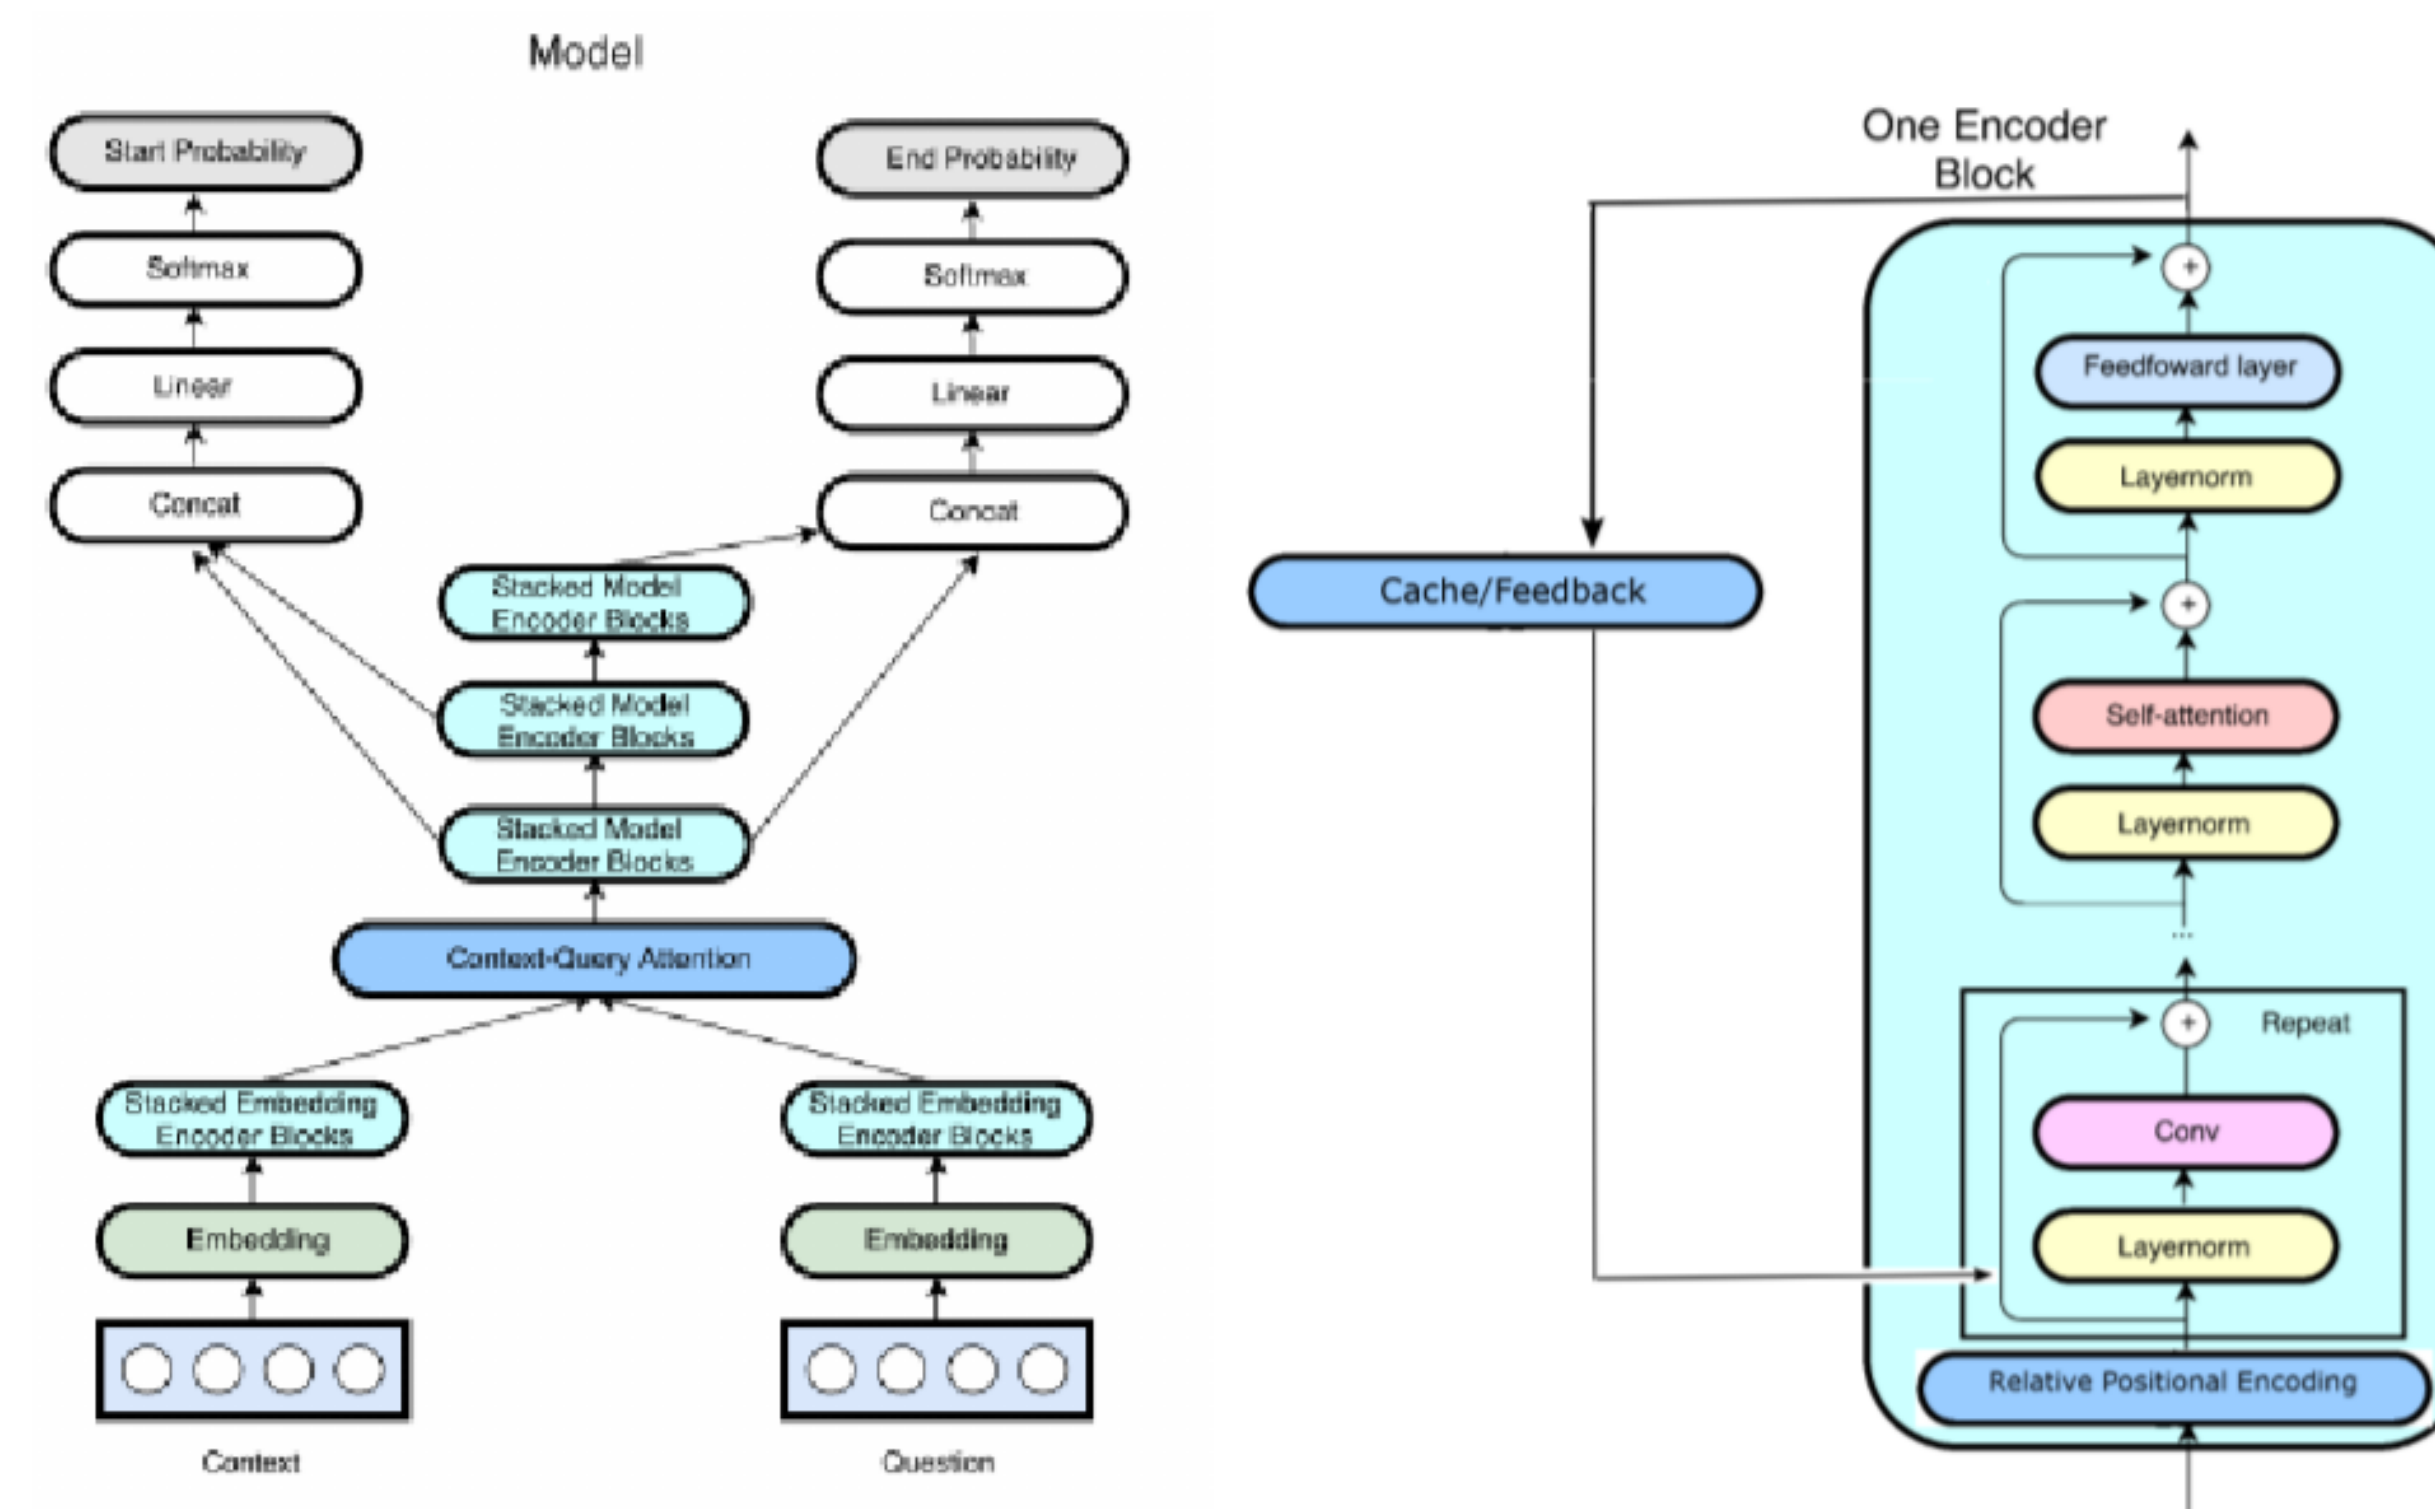 Model
Start Probability
Softmax
Linear
Concat
End Probability
Softmax
Linear
Concat
Stacked Model
Encoder Blocks
Stacked Model
Encoder Blocks
Stacked Model
Encoder Blocks
Context-Query Attention
Stacked Embedding
Encoder Blocks
Stacked Embedding
Encoder Blocks
Embedding
Embedding
Context
Question
One Encoder
Block
Cache/Feedback
+
Feedfoward layer
Layernorm
+
Self-attention
Layernorm
...
+
Repeat
Conv
Layernorm
Relative Positional Encoding